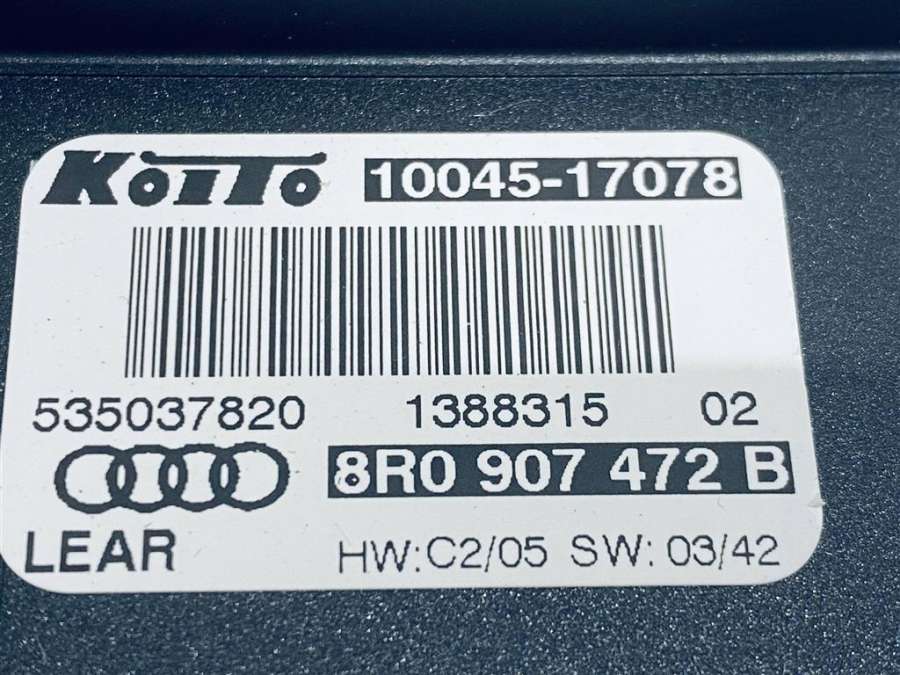 KOITO 10045-17078
535037820 1388315 02
8R0 907 472 B
LEAR HW:C2/05 SW: 03/42